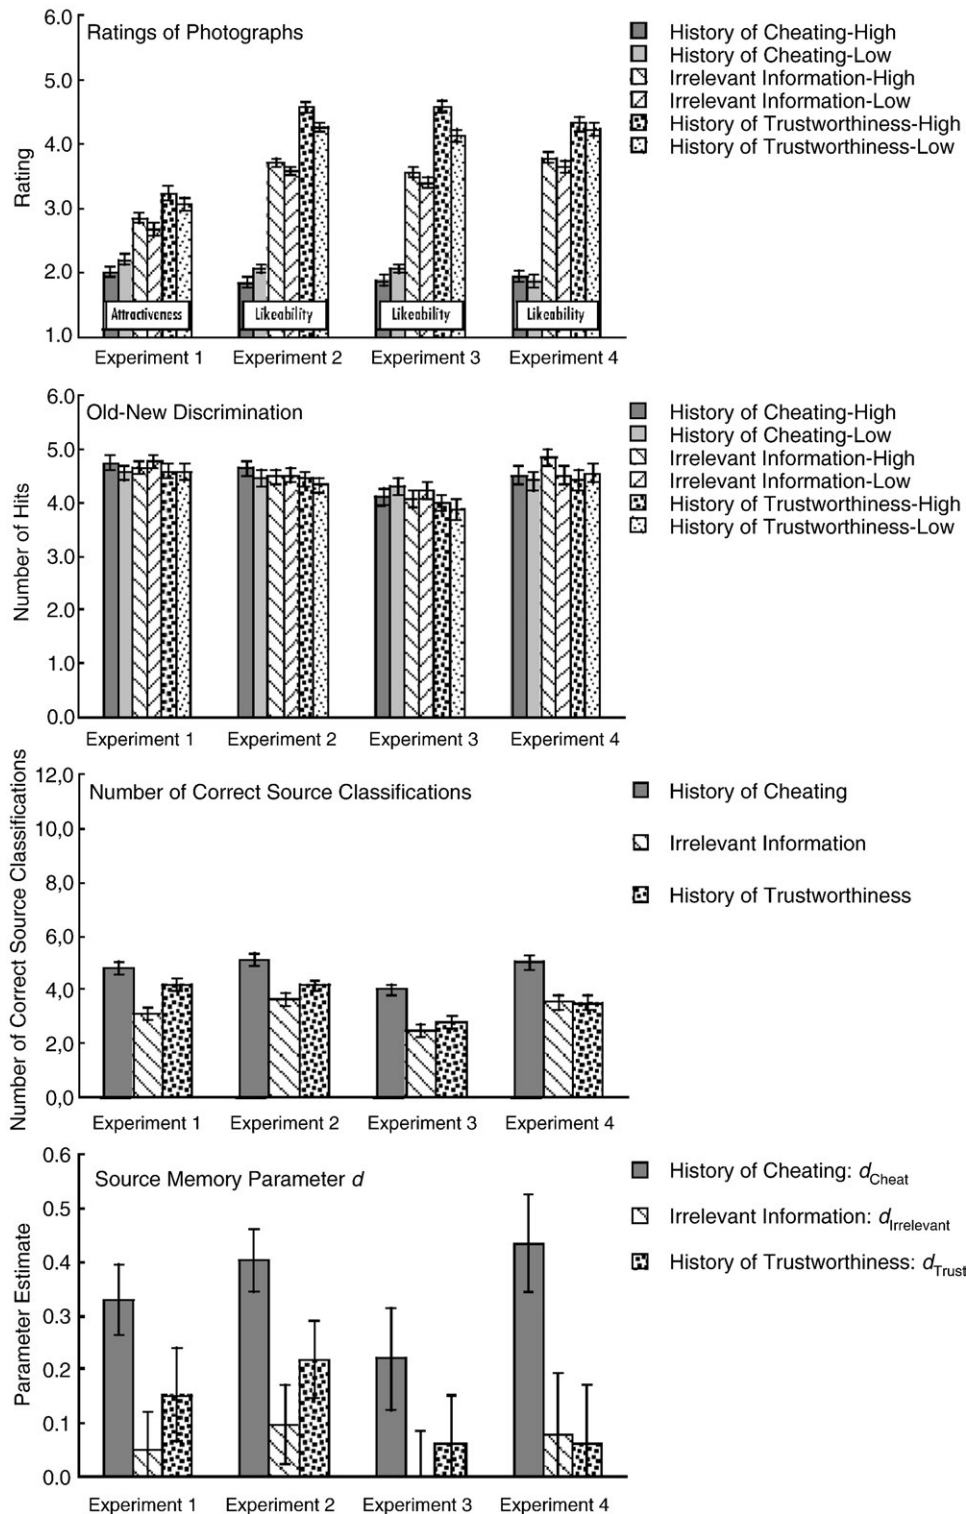 Ratings of Photographs
Rating
6.0
5.0
4.0
3.0
2.0
1.0
Attractiveness
Likeability
Likeability
Likeability
Experiment 1
Experiment 2
Experiment 3
Experiment 4
History of Cheating-High
History of Cheating-Low
Irrelevant Information-High
Irrelevant Information-Low
History of Trustworthiness-High
History of Trustworthiness-Low
Old-New Discrimination
Number of Hits
6.0
5.0
4.0
3.0
2.0
1.0
0.0
Experiment 1
Experiment 2
Experiment 3
Experiment 4
History of Cheating-High
History of Cheating-Low
Irrelevant Information-High
Irrelevant Information-Low
History of Trustworthiness-High
History of Trustworthiness-Low
Number of Correct Source Classifications
Number of Correct Source Classifications
12,0
10,0
8,0
6,0
4,0
2,0
0,0
Experiment 1
Experiment 2
Experiment 3
Experiment 4
History of Cheating
Irrelevant Information
History of Trustworthiness
Source Memory Parameter d
Parameter Estimate
0.6
0.5
0.4
0.3
0.2
0.1
0.0
Experiment 1
Experiment 2
Experiment 3
Experiment 4
History of Cheating: dCheat
Irrelevant Information: dIrrelevant
History of Trustworthiness: dTrust